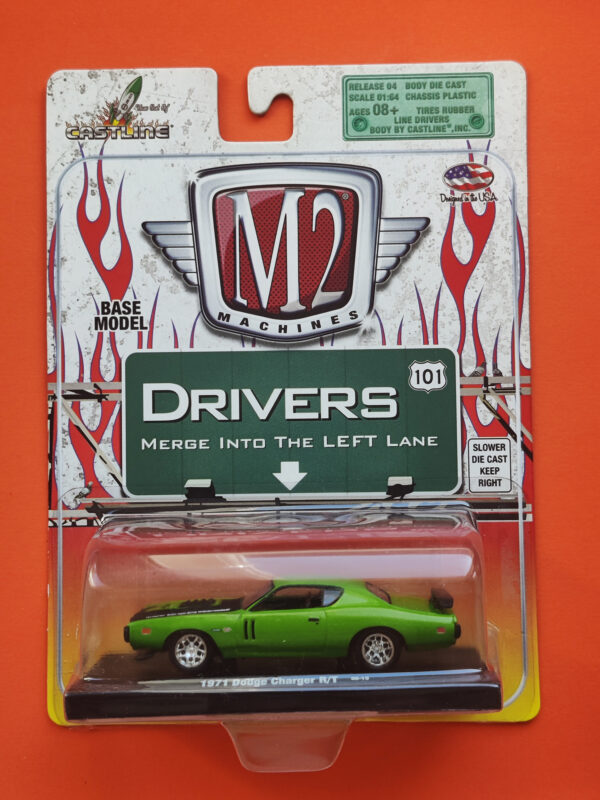 CASTLINE
RELEASE 04 BODY DIE CAST
SCALE 01:64 CHASSIS PLASTIC
AGES 08+ TIRES RUBBER
LINE DRIVERS
BODY BY CASTLINE®, INC.
Designed in the USA
M2®
MACHINES
BASE
MODEL
101
DRIVERS
MERGE INTO THE LEFT LANE
SLOWER
DIE CAST
KEEP
RIGHT
1971 Dodge Charger R/T